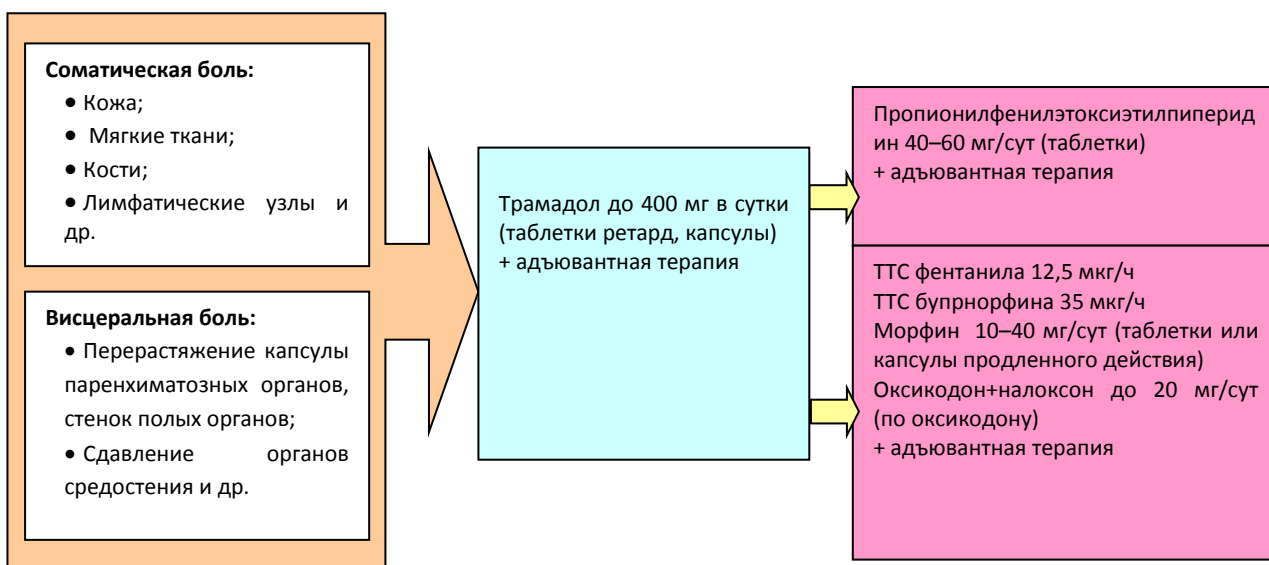 Соматическая боль:
• Кожа;
• Мягкие ткани;
• Кости;
• Лимфатические узлы и
др.
Висцеральная боль:
• Перерастяжение капсулы
паренхиматозных органов,
стенок полых органов;
• Сдавление органов
средостения и др.
Трамадол до 400 мг в сутки
(таблетки ретард, капсулы)
+ адъювантная терапия
Пропионилфенилэтоксиэтилпиперид
ин 40–60 мг/сут (таблетки)
+ адъювантная терапия
ТТС фентанила 12,5 мкг/ч
ТТС бупрнорфина 35 мкг/ч
Морфин 10–40 мг/сут (таблетки или
капсулы продленного действия)
Оксикодон+налоксон до 20 мг/сут
(по оксикодону)
+ адъювантная терапия